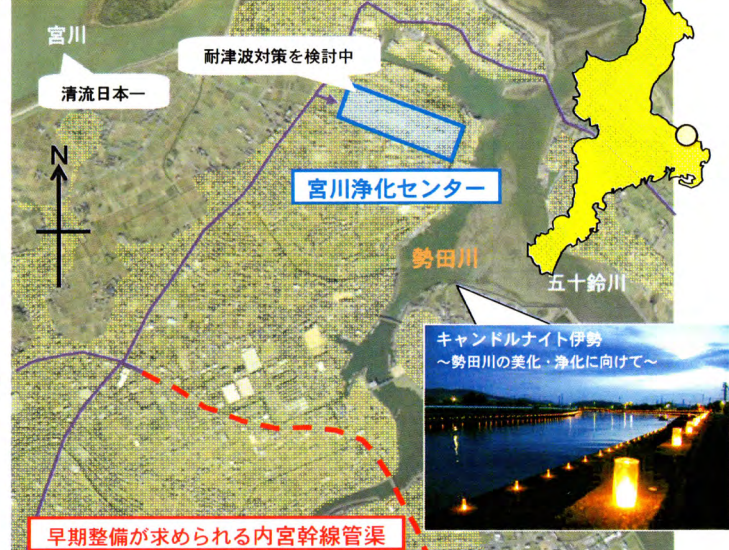 宮川
清流日本一
耐津波対策を検討中
N
宮川浄化センター
勢田川
五十鈴川
キャンドルナイト伊勢
～勢田川の美化・浄化に向けて～
早期整備が求められる内宮幹線管渠